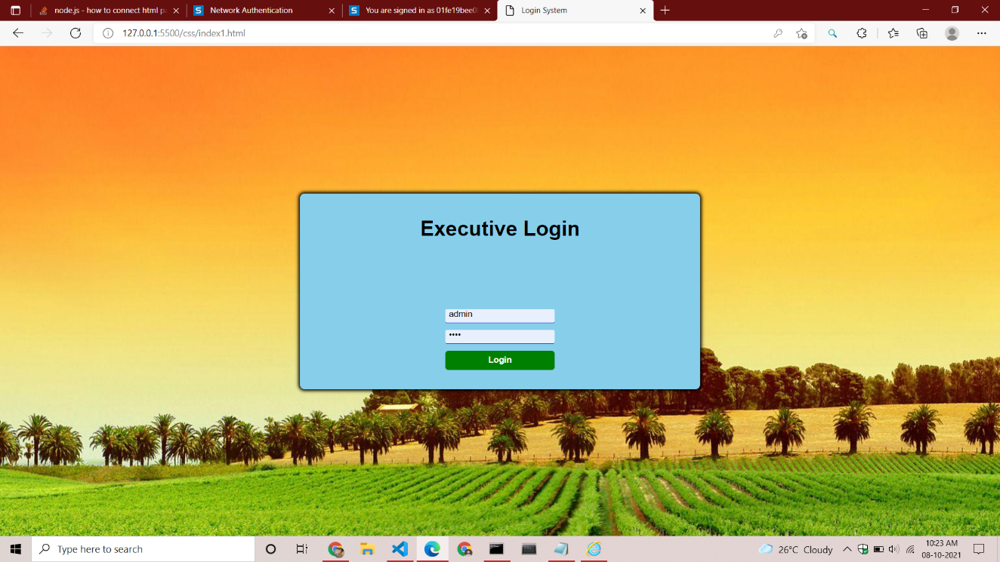 node.js - how to connect html pa
Network Authentication
You are signed in as 01fe19bee0
Login System
127.0.0.1:5500/css/index1.html
Executive Login
admin
••••
Login
Type here to search
26°C Cloudy
10:23 AM
08-10-2021